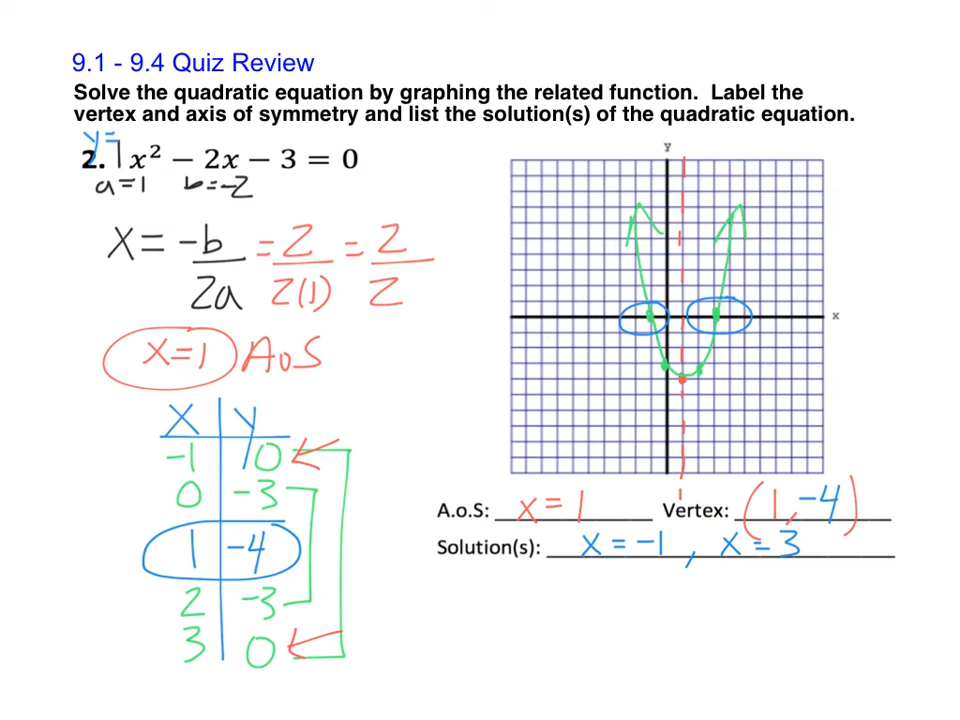 9.1 - 9.4 Quiz Review
Solve the quadratic equation by graphing the related function. Label the
vertex and axis of symmetry and list the solution(s) of the quadratic equation.
y=
2. 1x² − 2x − 3 = 0
a=1 b=-2
x = -b/2a = 2/2(1) = 2/2
x=1 AoS
x y
-1 0
0 -3
1 -4
2 -3
3 0
y
x
A.o.S: x = 1 Vertex: (1, -4)
Solution(s): x = -1 , x = 3